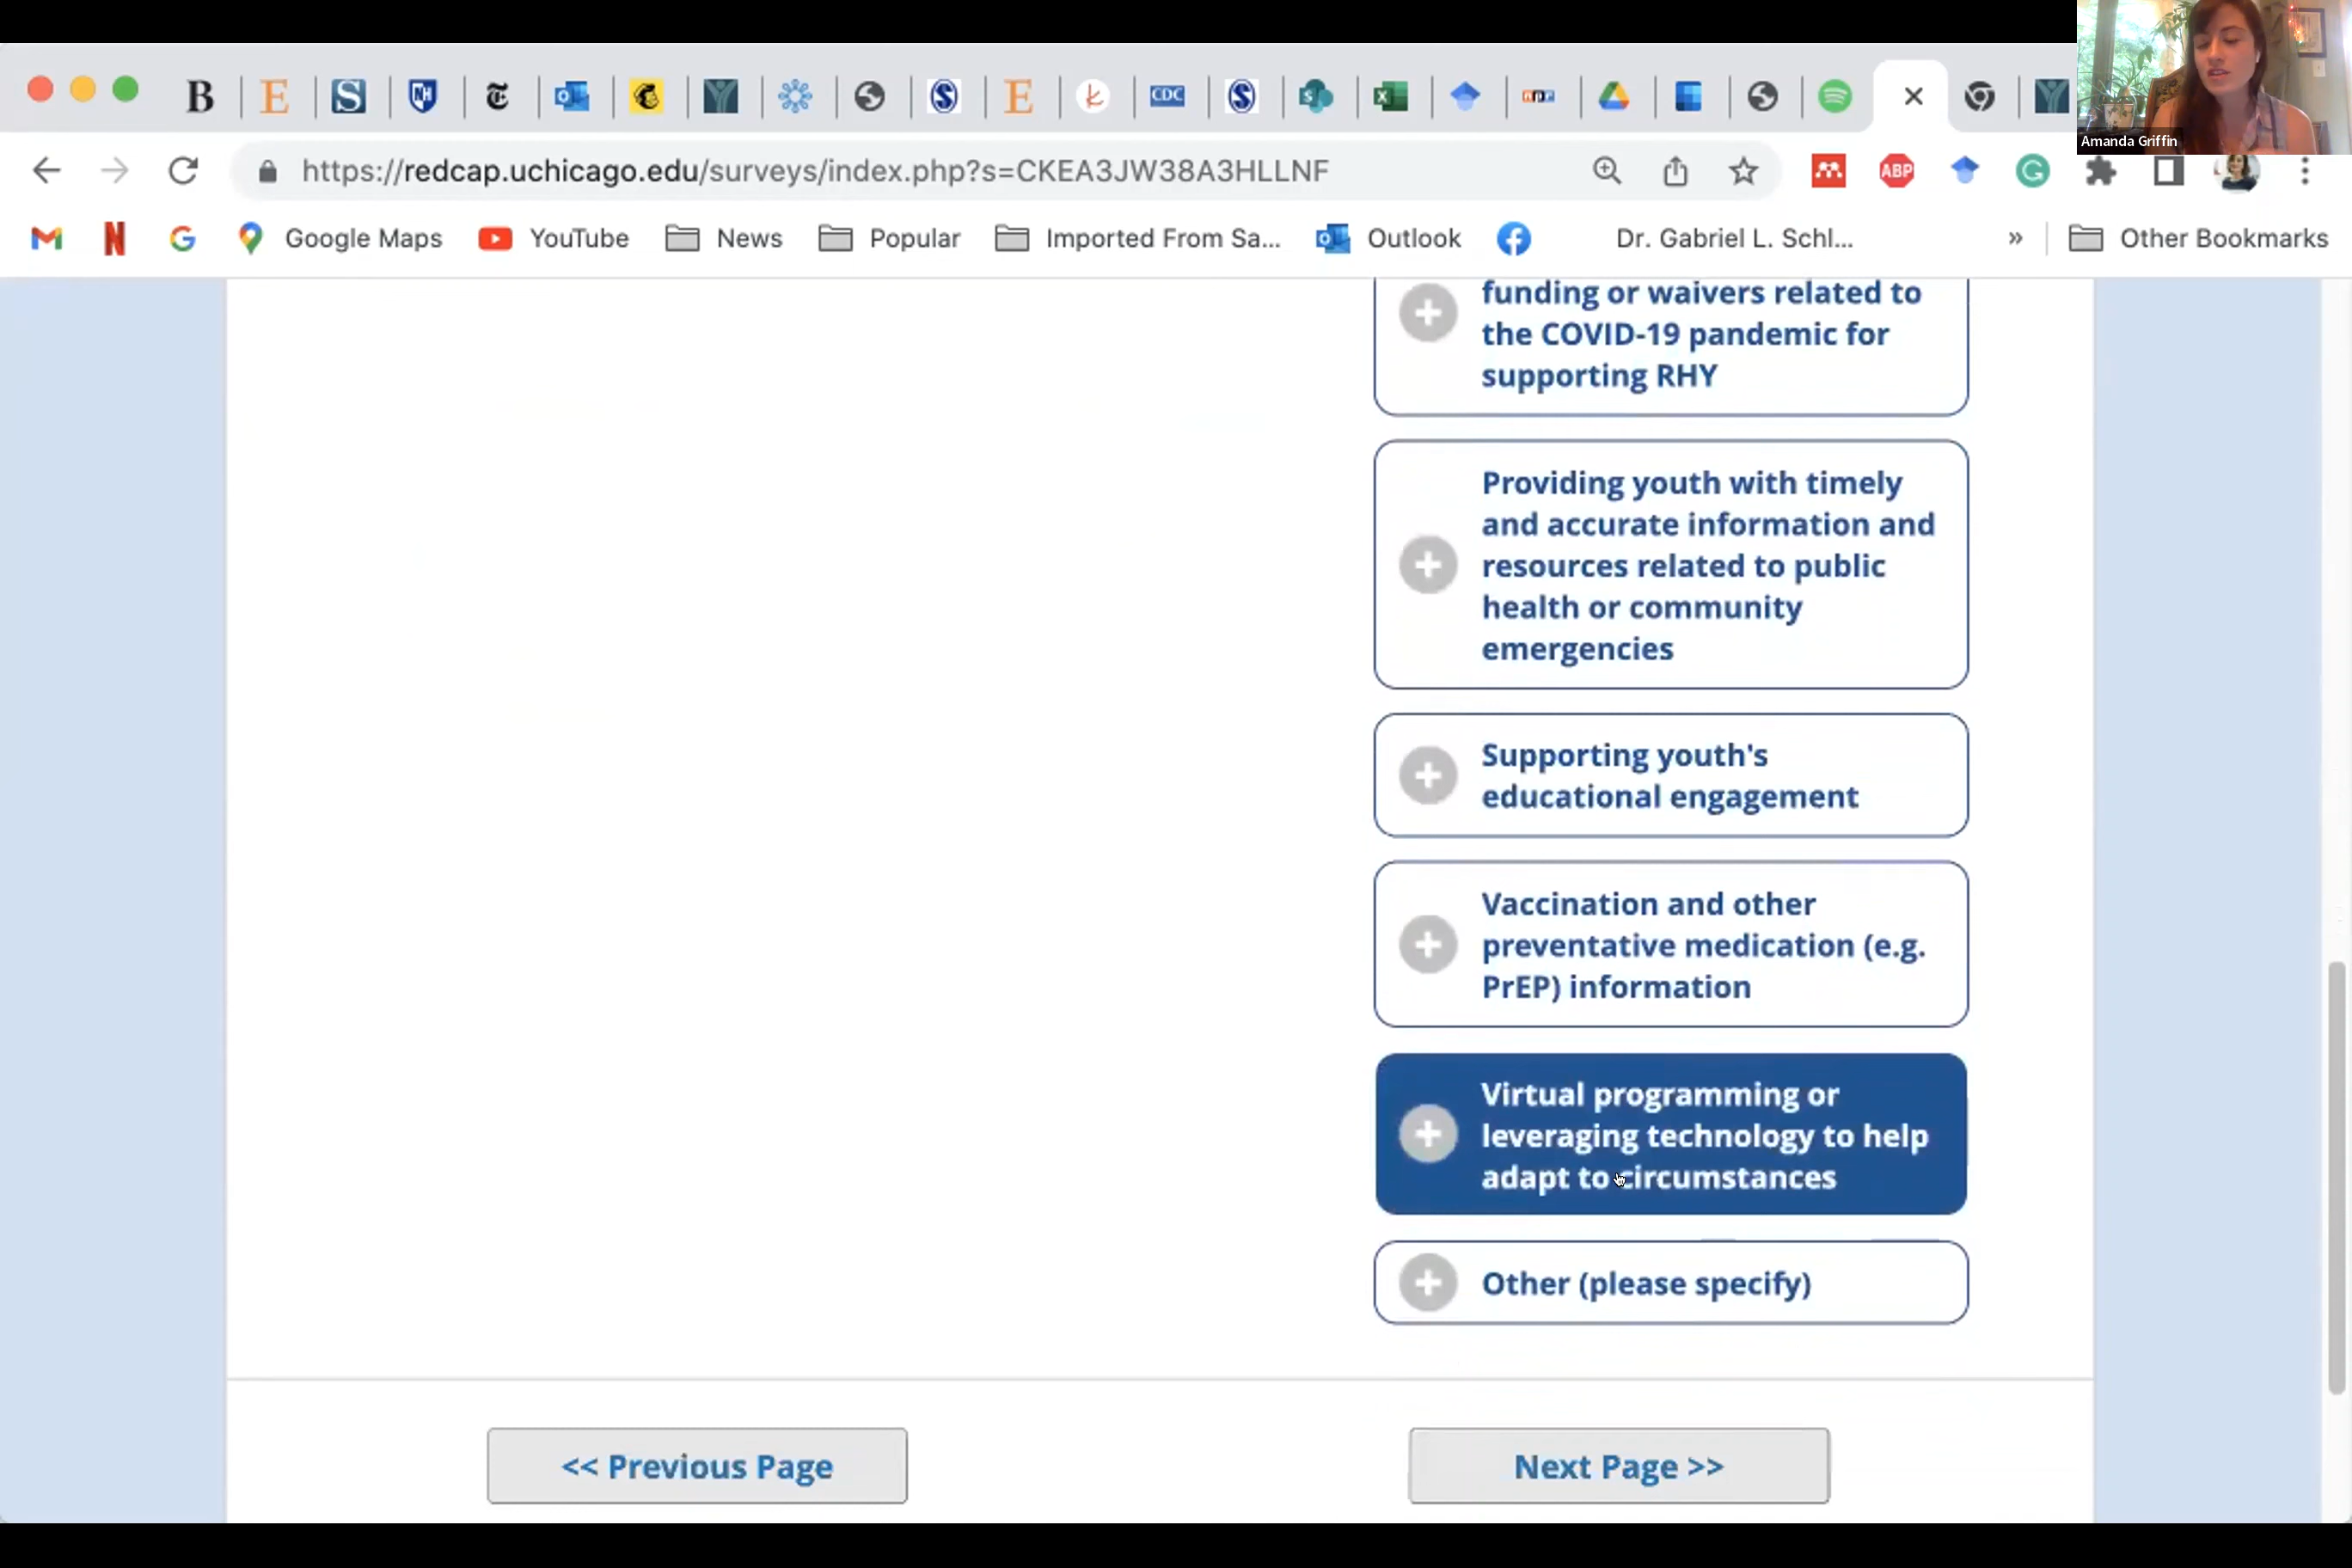 Amanda Griffin
https://redcap.uchicago.edu/surveys/index.php?s=CKEA3JW38A3HLLNF
ABP
Google Maps
YouTube
News
Popular
Imported From Sa...
Outlook
Dr. Gabriel L. Schl...
»
Other Bookmarks
funding or waivers related to
the COVID-19 pandemic for
supporting RHY
Providing youth with timely
and accurate information and
resources related to public
health or community
emergencies
Supporting youth's
educational engagement
Vaccination and other
preventative medication (e.g.
PrEP) information
Virtual programming or
leveraging technology to help
adapt to circumstances
Other (please specify)
<< Previous Page
Next Page >>